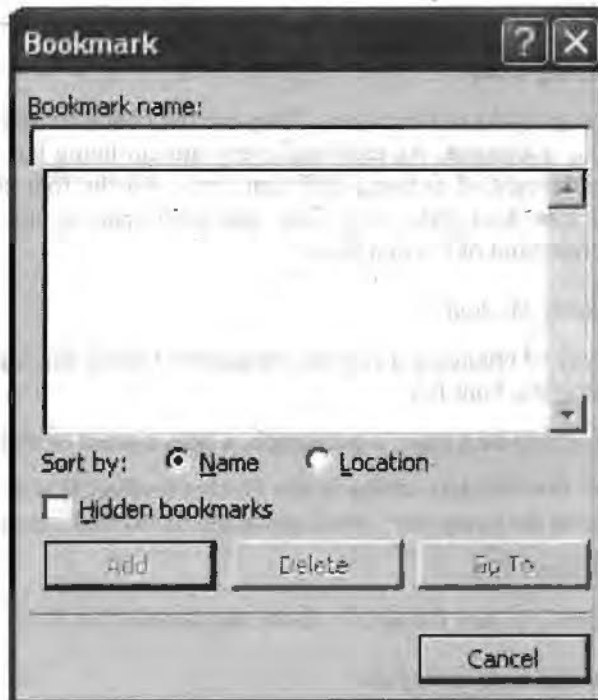 Bookmark ? X
Bookmark name:
Sort by: Name Location
Hidden bookmarks
Add Delete Go To
Cancel